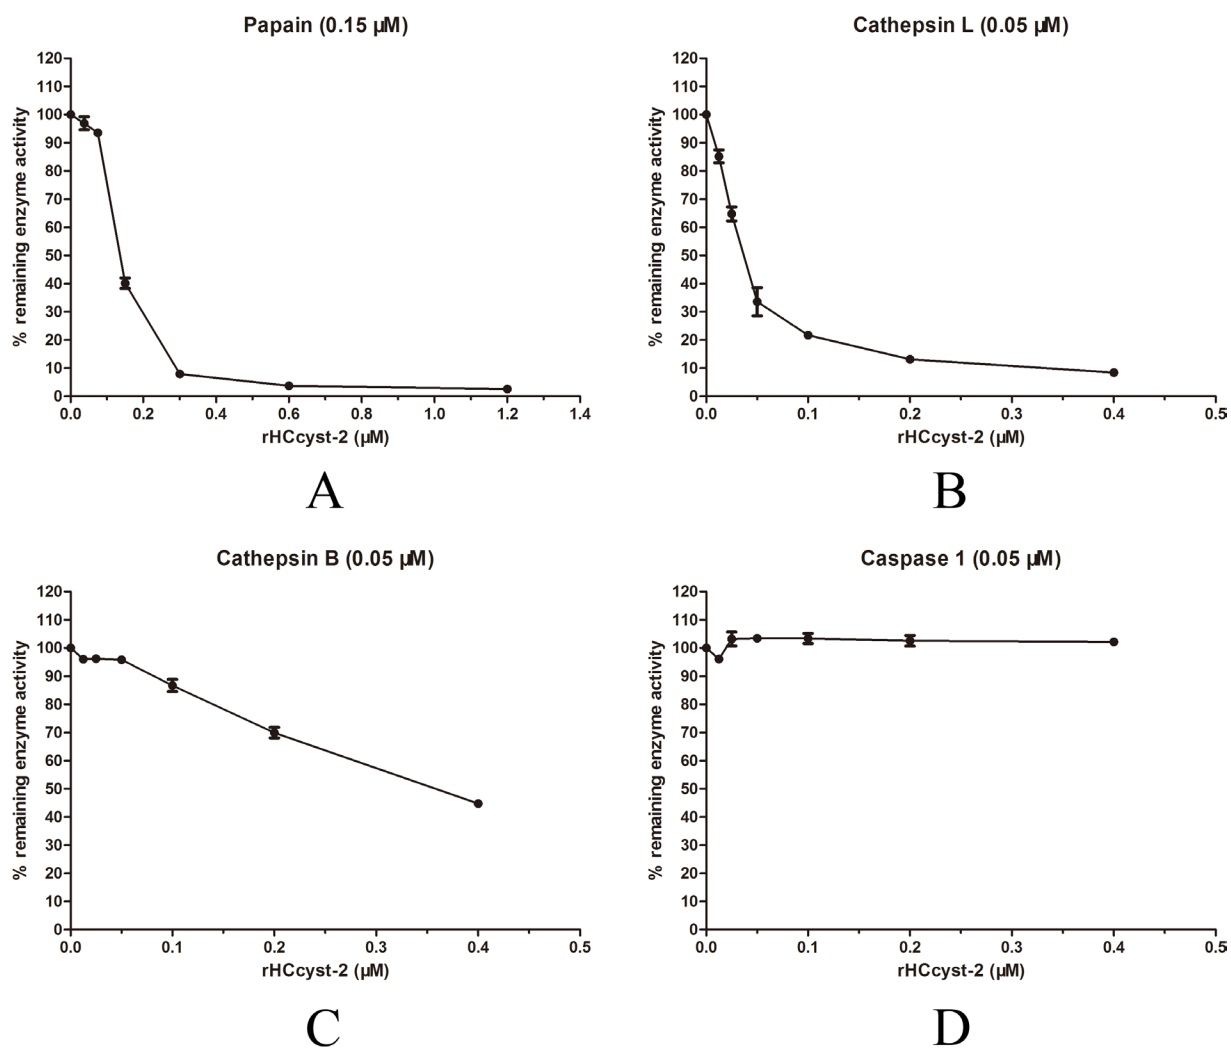 Papain (0.15 µM)
% remaining enzyme activity
120
110
100
90
80
70
60
50
40
30
20
10
0
0.0 0.2 0.4 0.6 0.8 1.0 1.2 1.4
rHCcyst-2 (µM)
A
Cathepsin L (0.05 µM)
% remaining enzyme activity
120
110
100
90
80
70
60
50
40
30
20
10
0
0.0 0.1 0.2 0.3 0.4 0.5
rHCcyst-2 (µM)
B
Cathepsin B (0.05 µM)
% remaining enzyme activity
120
110
100
90
80
70
60
50
40
30
20
10
0
0.0 0.1 0.2 0.3 0.4 0.5
rHCcyst-2 (µM)
C
Caspase 1 (0.05 µM)
% remaining enzyme activity
120
110
100
90
80
70
60
50
40
30
20
10
0
0.0 0.1 0.2 0.3 0.4 0.5
rHCcyst-2 (µM)
D